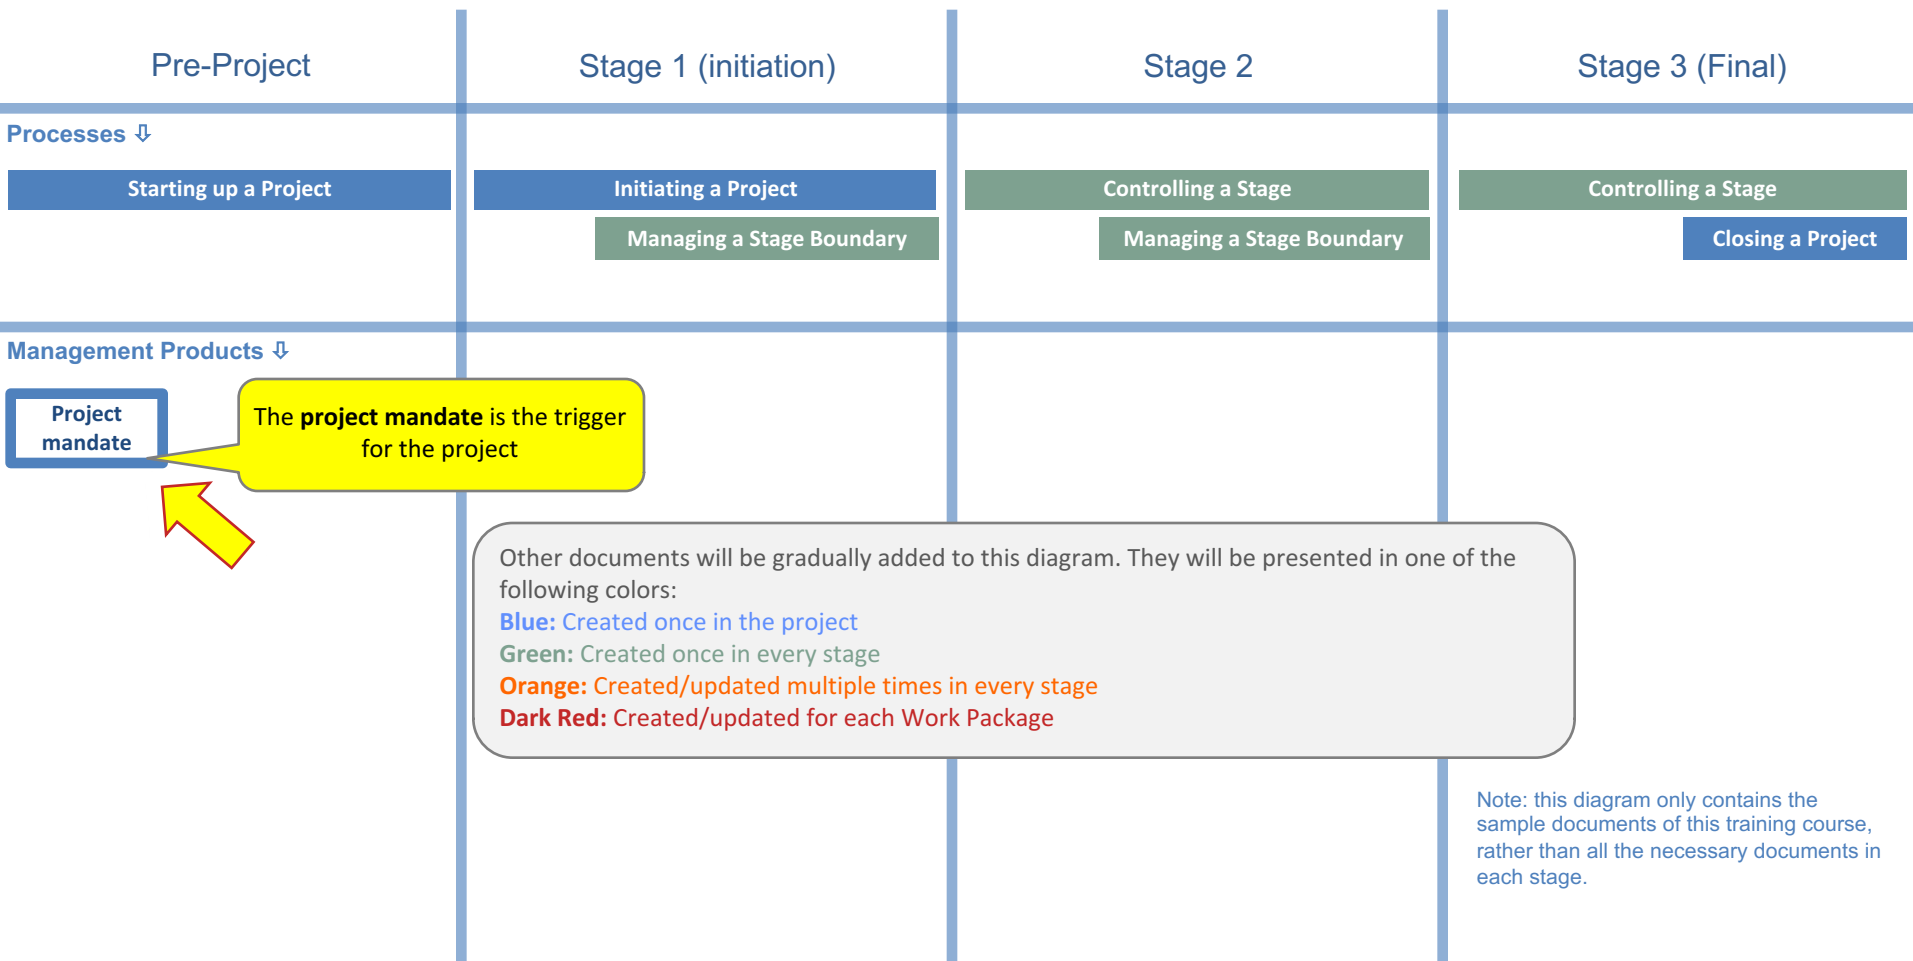 Pre-Project
Stage 1 (initiation)
Stage 2
Stage 3 (Final)
Processes ⇩
Starting up a Project
Initiating a Project
Controlling a Stage
Controlling a Stage
Managing a Stage Boundary
Managing a Stage Boundary
Closing a Project
Management Products ⇩
Project
mandate
The project mandate is the trigger
for the project
Other documents will be gradually added to this diagram. They will be presented in one of the
following colors:
Blue: Created once in the project
Green: Created once in every stage
Orange: Created/updated multiple times in every stage
Dark Red: Created/updated for each Work Package
Note: this diagram only contains the
sample documents of this training course,
rather than all the necessary documents in
each stage.